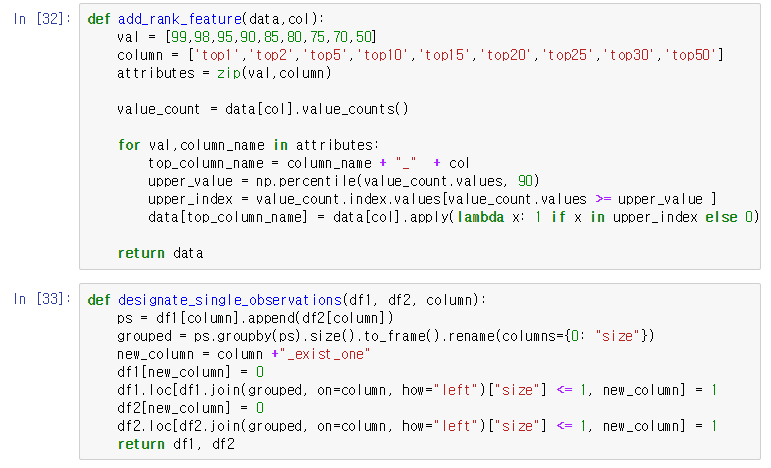 In [32]: def add_rank_feature(data,col):
    val = [99,98,95,90,85,80,75,70,50]
    column = ['top1','top2','top5','top10','top15','top20','top25','top30','top50']
    attributes = zip(val,column)

    value_count = data[col].value_counts()

    for val,column_name in attributes:
        top_column_name = column_name + "_"  + col
        upper_value = np.percentile(value_count.values, 90)
        upper_index = value_count.index.values[value_count.values >= upper_value ]
        data[top_column_name] = data[col].apply(lambda x: 1 if x in upper_index else 0)

    return data

In [33]: def designate_single_observations(df1, df2, column):
    ps = df1[column].append(df2[column])
    grouped = ps.groupby(ps).size().to_frame().rename(columns={0: "size"})
    new_column = column +"_exist_one"
    df1[new_column] = 0
    df1.loc[df1.join(grouped, on=column, how="left")["size"] <= 1, new_column] = 1
    df2[new_column] = 0
    df2.loc[df2.join(grouped, on=column, how="left")["size"] <= 1, new_column] = 1
    return df1, df2